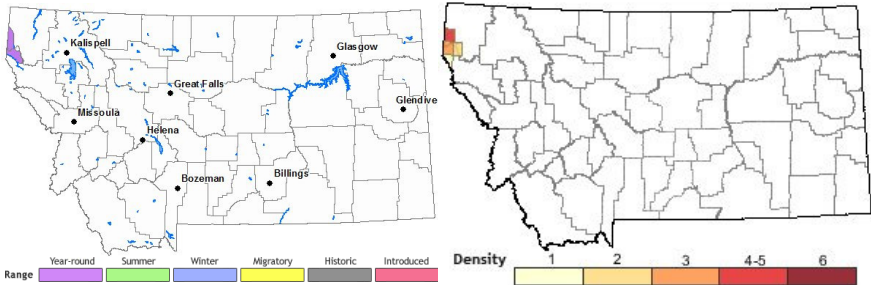 Kalispell
Glasgow
Great Falls
Glendive
Missoula
Helena
Bozeman
Billings
Range Year-round Summer Winter Migratory Historic Introduced
Density 1 2 3 4-5 6